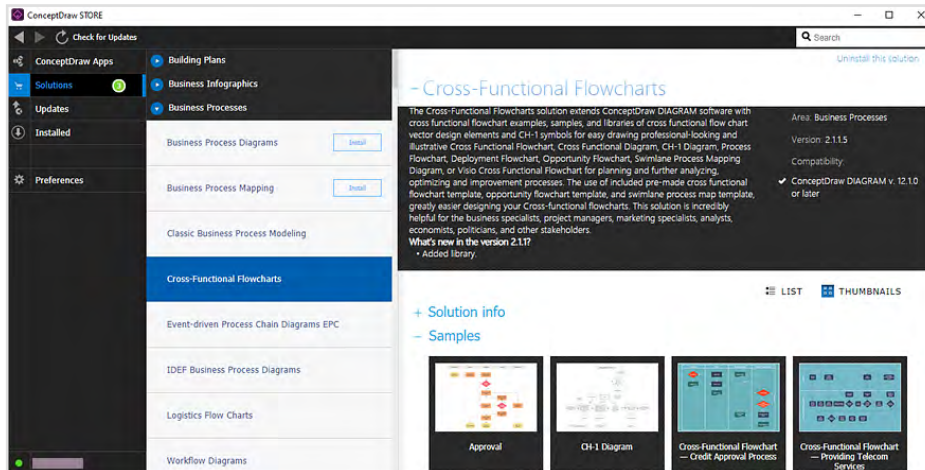 ConceptDraw STORE
Check for Updates
Search
ConceptDraw Apps
Solutions
Updates
Installed
Preferences
Building Plans
Business Infographics
Business Processes
Business Process Diagrams
Install
Business Process Mapping
Install
Classic Business Process Modeling
Cross-Functional Flowcharts
Event-driven Process Chain Diagrams EPC
IDEF Business Process Diagrams
Logistics Flow Charts
Workflow Diagrams
Uninstall this solution
Cross-Functional Flowcharts
The Cross-Functional Flowcharts solution extends ConceptDraw DIAGRAM software with
cross functional flowchart examples, samples, and libraries of cross functional flow chart
vector design elements and CH-1 symbols for easy drawing professional-looking and
illustrative Cross Functional Flowchart, Cross Functional Diagram, CH-1 Diagram, Process
Flowchart, Deployment Flowchart, Opportunity Flowchart, Swimlane Process Mapping
Diagram, or Visio Cross Functional Flowchart for planning and further analyzing,
optimizing and improvement processes. The use of included pre-made cross functional
flowchart template, opportunity flowchart temptate, and swimlane process map template,
greatly easier designing your Cross-functional flowcharts. This solution is incredibly
helpful for the business specialists, project managers, marketing specialists, analysts,
economists, politicians, and other stakeholders.
What's new in the version 2.1.1?
• Added library.
Area: Business Processes
Version: 2.1.1.5
Compatibility:
ConceptDraw DIAGRAM v. 12.1.0
or later
LIST
THUMBNAILS
+ Solution info
− Samples
Approval
CH-1 Diagram
Cross-Functional Flowchart
— Credit Approval Process
Cross-Functional Flowchart
— Providing Telecom
Services